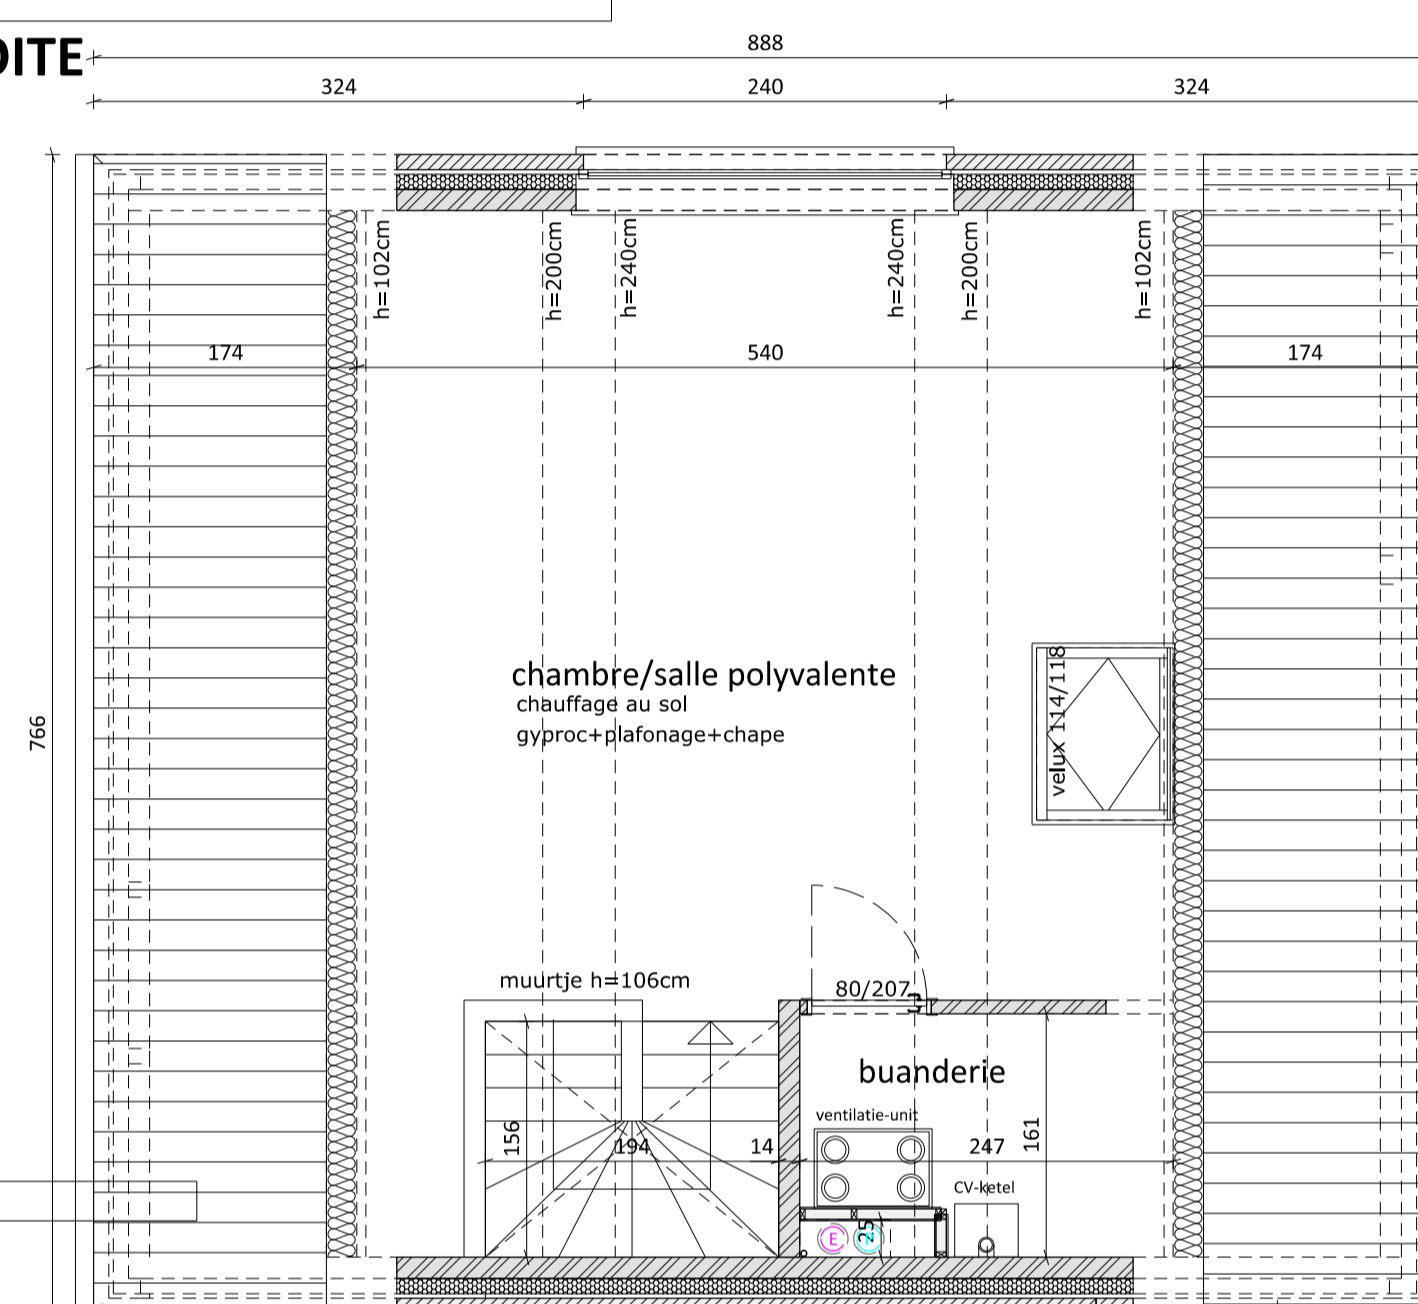 DITE
888
324 240 324
h=102cm h=200cm h=240cm h=240cm h=200cm h=102cm
174 540 174
766
chambre/salle polyvalente
chauffage au sol
gyproc+plafonage+chape
velux 114/118
muurtje h=106cm
80/207
buanderie
ventilatie-unit
156 194 14 247 161
CV-ketel
E 25